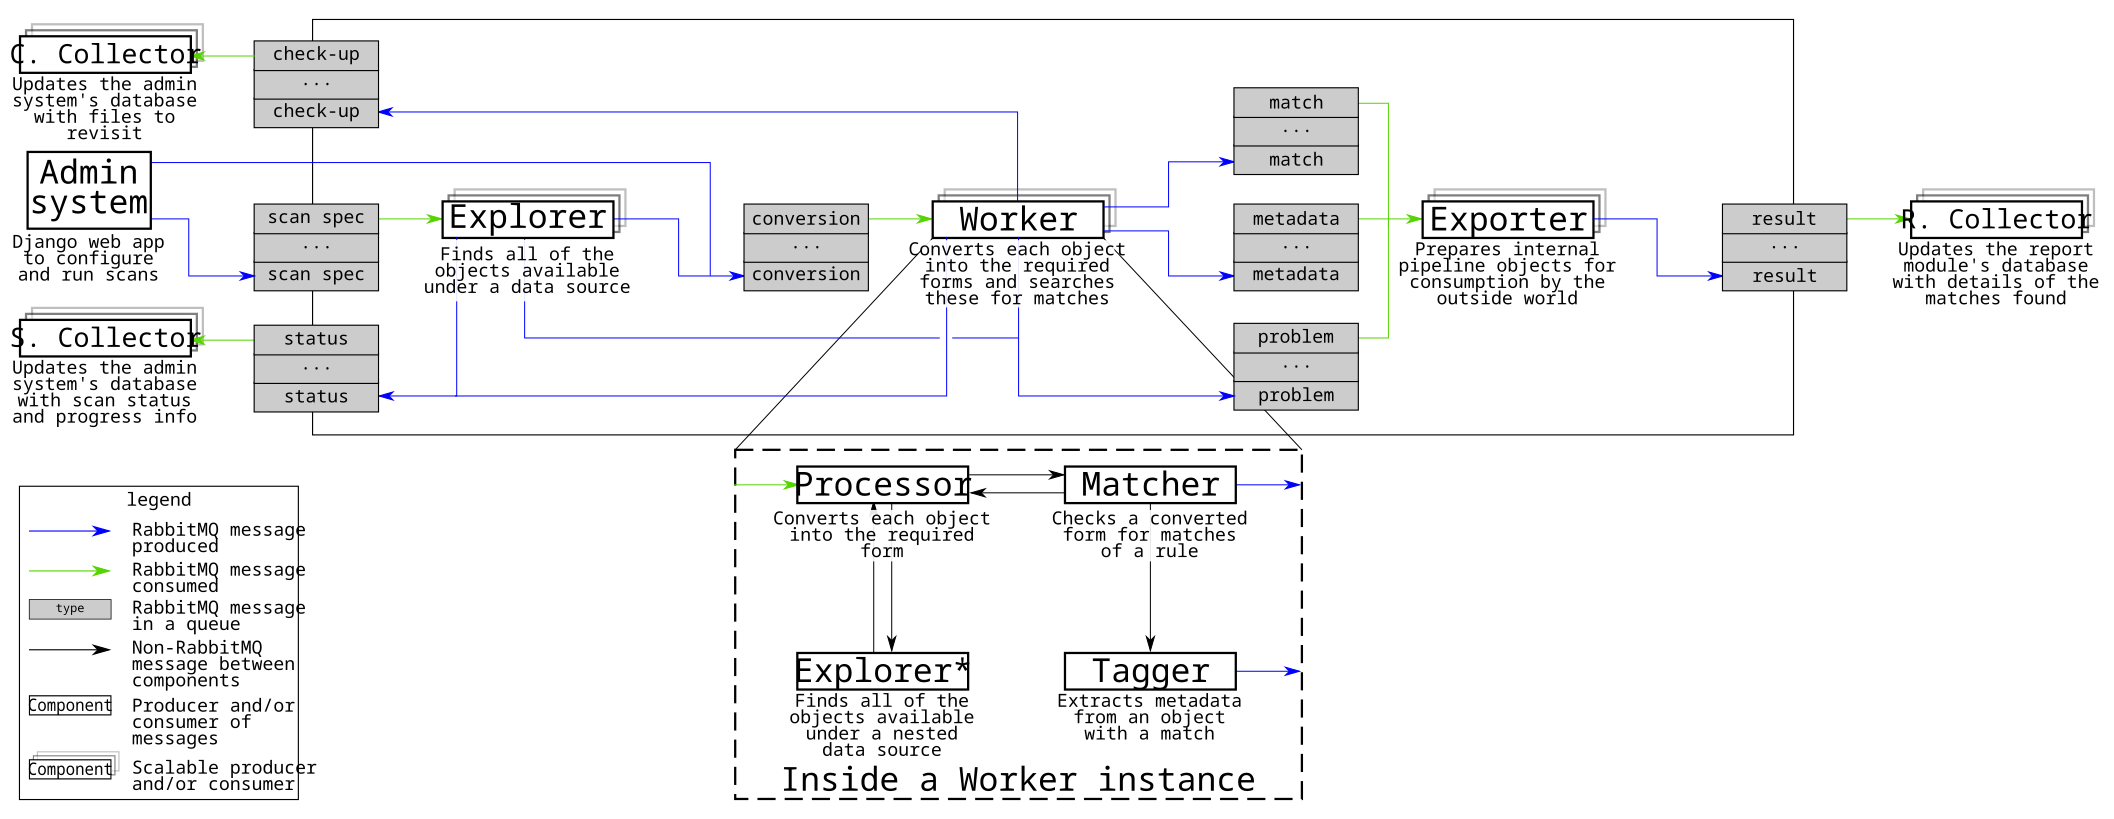 C. Collector
Updates the admin
system's database
with files to
revisit
check-up
...
check-up
Admin
system
Django web app
to configure
and run scans
scan spec
...
scan spec
S. Collector
Updates the admin
system's database
with scan status
and progress info
status
...
status
Explorer
Finds all of the
objects available
under a data source
conversion
...
conversion
Worker
Converts each object
into the required
forms and searches
these for matches
match
...
match
metadata
...
metadata
problem
...
problem
Exporter
Prepares internal
pipeline objects for
consumption by the
outside world
result
...
result
R. Collector
Updates the report
module's database
with details of the
matches found
legend
RabbitMQ message
produced
RabbitMQ message
consumed
type
RabbitMQ message
in a queue
Non-RabbitMQ
message between
components
Component
Producer and/or
consumer of
messages
Component
Scalable producer
and/or consumer
Processor
Converts each object
into the required
form
Matcher
Checks a converted
form for matches
of a rule
Explorer*
Finds all of the
objects available
under a nested
data source
Tagger
Extracts metadata
from an object
with a match
Inside a Worker instance